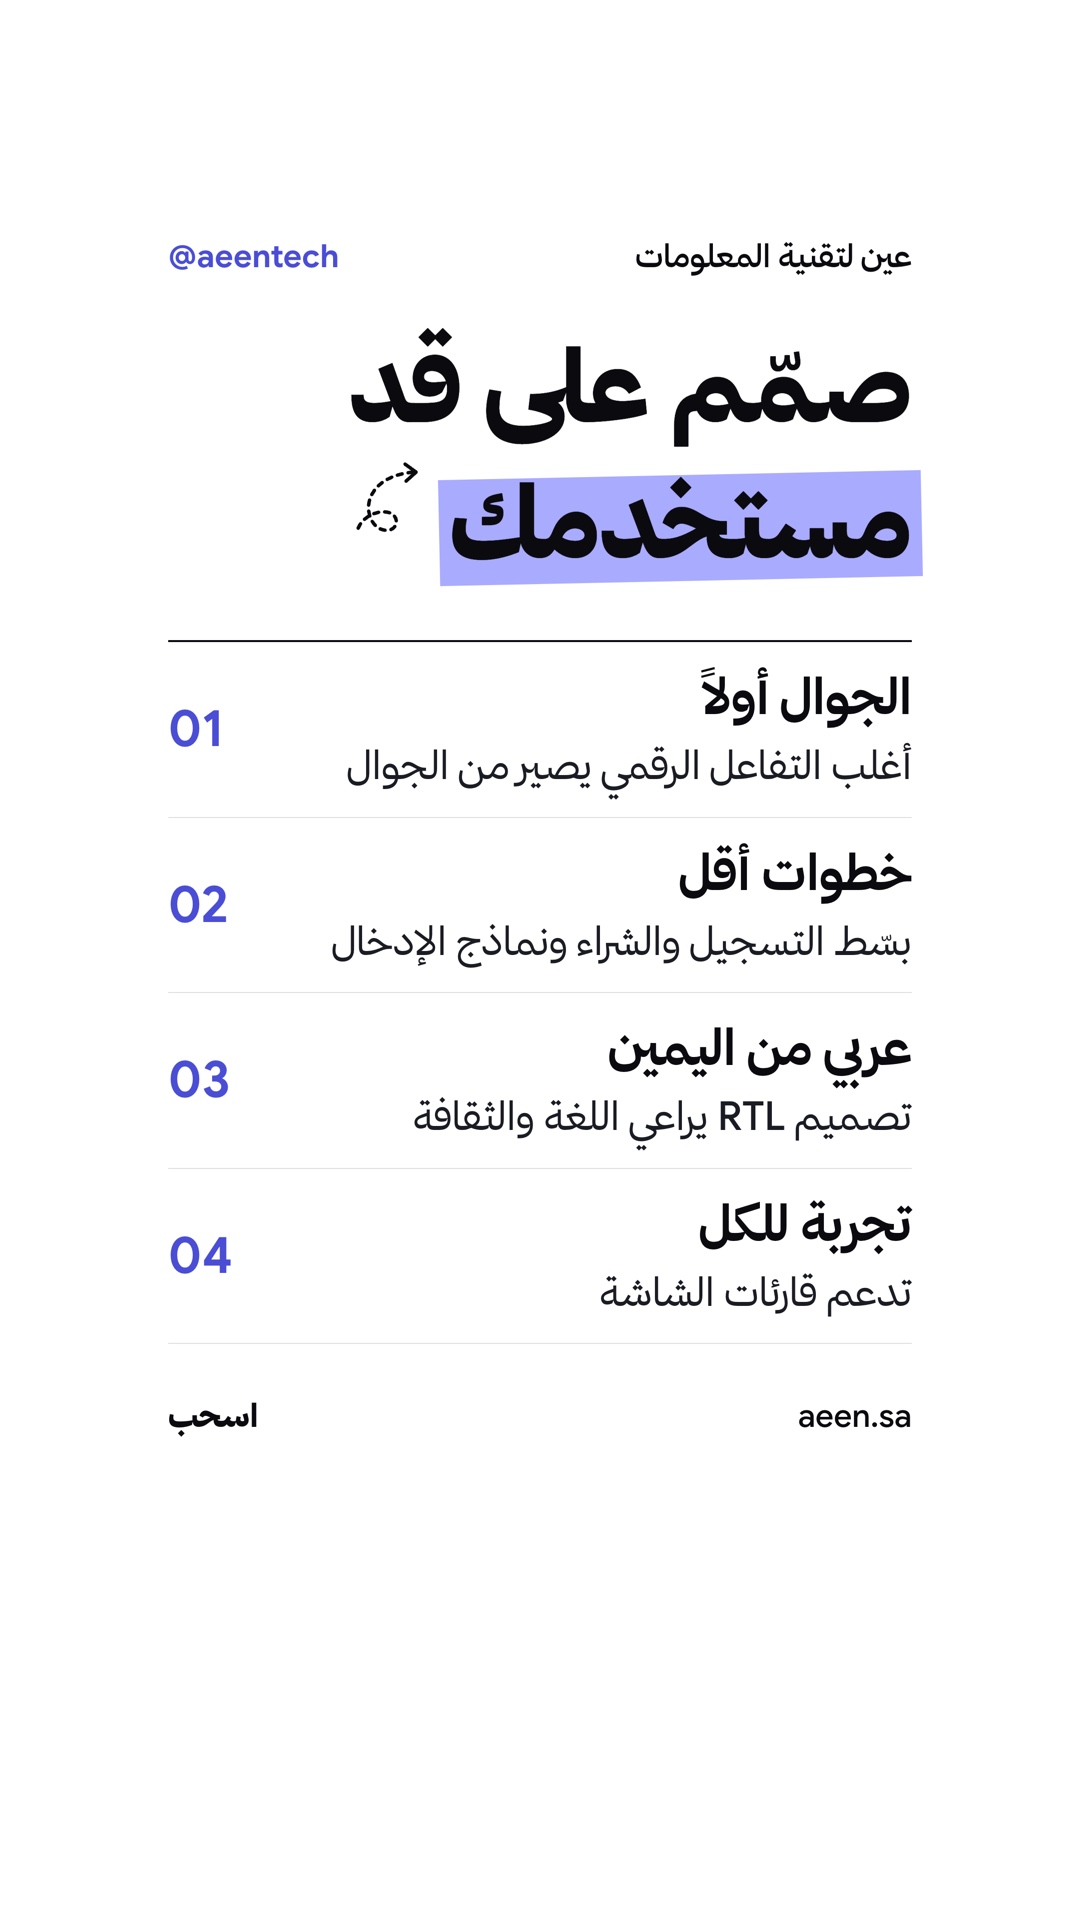 عين لتقنية المعلومات
@aeentech
صمّم على قد
مستخدمك
الجوال أولاً
01
أغلب التفاعل الرقمي يصير من الجوال
خطوات أقل
02
بسّط التسجيل والشراء ونماذج الإدخال
عربي من اليمين
03
تصميم RTL يراعي اللغة والثقافة
تجربة للكل
04
تدعم قارئات الشاشة
aeen.sa
اسحب